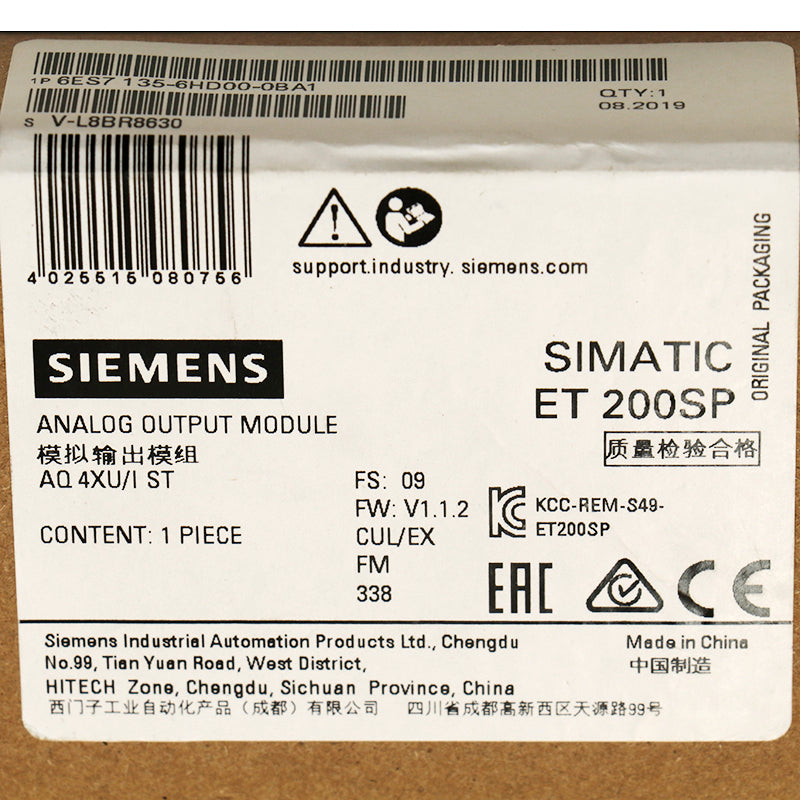 1P 6ES7 135-6HD00-0BA1
QTY:1
08.2019
S V-L8BR8630
4 025515 080756
support.industry. siemens.com
ORIGINAL PACKAGING
SIEMENS
SIMATIC
ET 200SP
ANALOG OUTPUT MODULE
模拟输出模组
质量检验合格
AQ 4XU/I ST
FS: 09
FW: V1.1.2
KCC-REM-S49-
ET200SP
CONTENT: 1 PIECE
CUL/EX
FM
338
EAC
CE
Siemens Industrial Automation Products Ltd., Chengdu
Made in China
No.99, Tian Yuan Road, West District,
中国制造
HITECH Zone, Chengdu, Sichuan Province, China
西门子工业自动化产品（成都）有限公司 四川省成都高新西区天源路99号